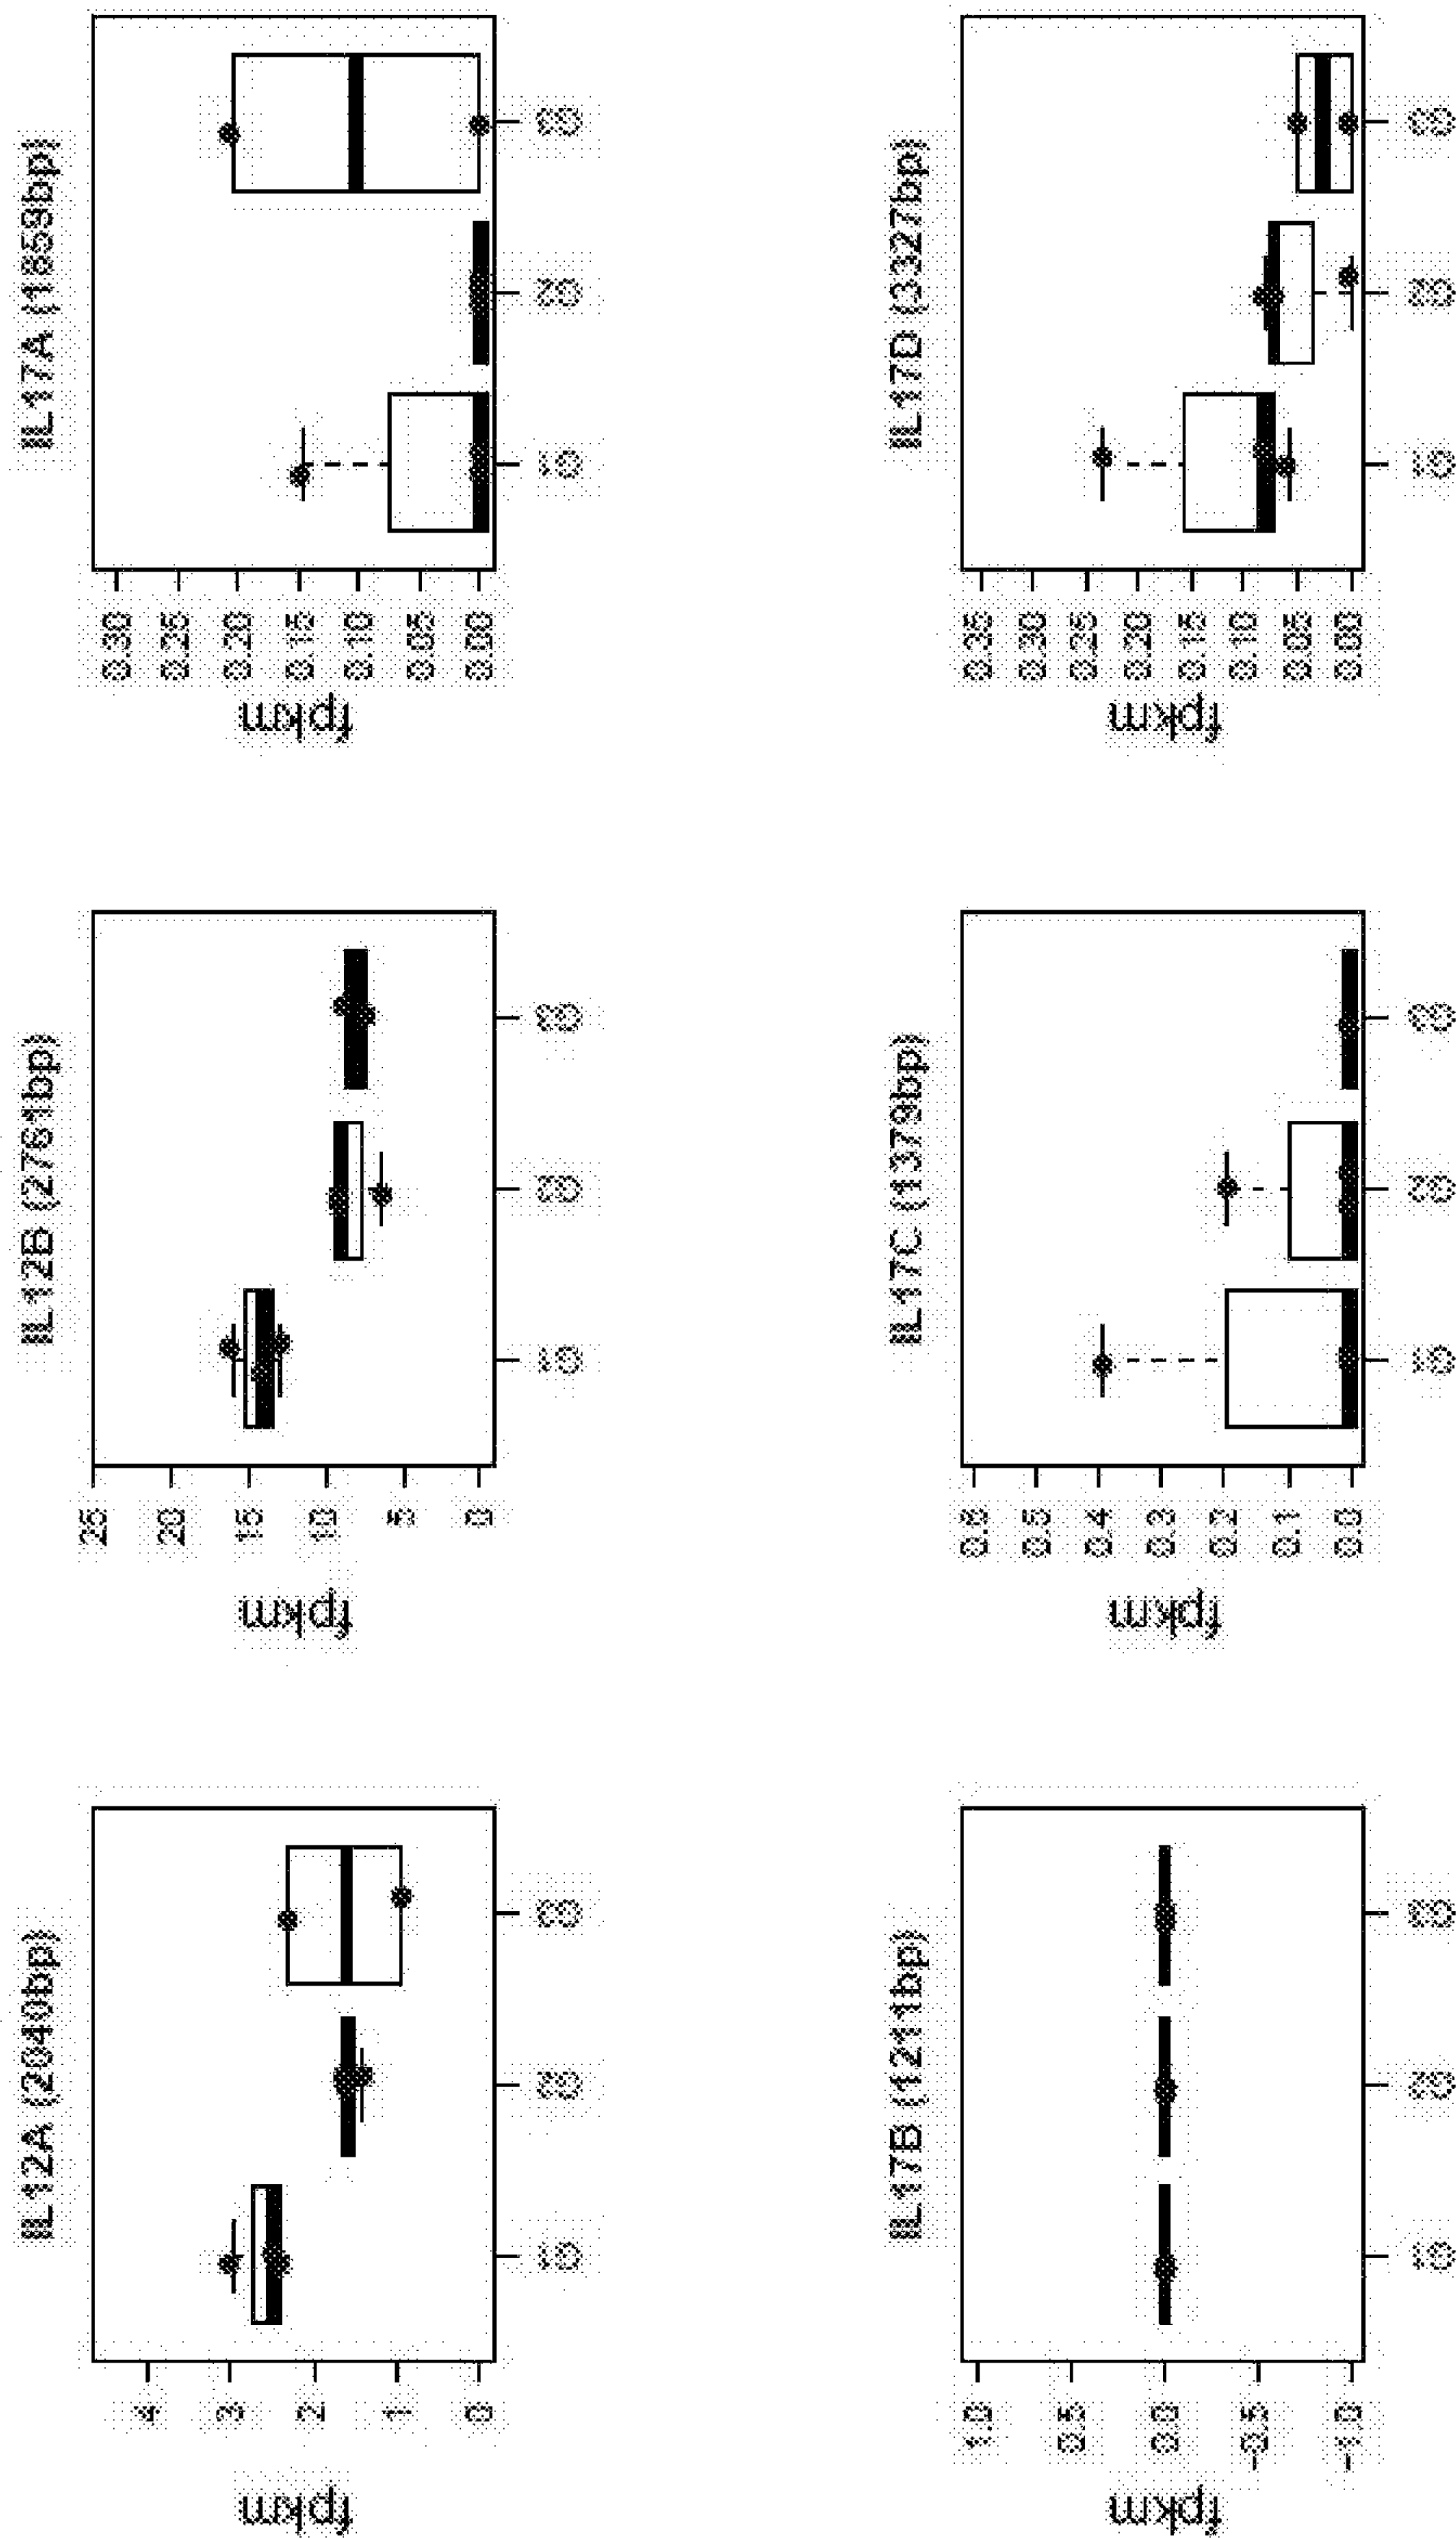 IL12A (2040bp)
fpkm
4
3
2
1
0
G1 G2 G3
IL12B (2761bp)
fpkm
25
20
15
10
5
0
G1 G2 G3
IL17A (1859bp)
fpkm
0.30
0.25
0.20
0.15
0.10
0.05
0.00
G1 G2 G3
IL17B (1211bp)
fpkm
1.0
0.5
0.0
-0.5
-1.0
G1 G2 G3
IL17C (1379bp)
fpkm
0.6
0.5
0.4
0.3
0.2
0.1
0.0
G1 G2 G3
IL17D (3327bp)
fpkm
0.35
0.30
0.25
0.20
0.15
0.10
0.05
0.00
G1 G2 G3